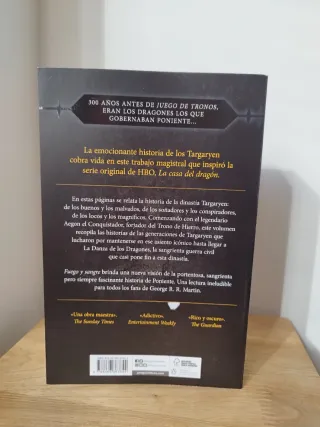 300 AÑOS ANTES DE JUEGO DE TRONOS,
ERAN LOS DRAGONES LOS QUE
GOBERNABAN PONIENTE...
La emocionante historia de los Targaryen
cobra vida en este trabajo magistral que inspiró la
serie original de HBO, La casa del dragón.
En estas páginas se relata la historia de la dinastía Targaryen:
de los buenos y los malvados, de los soñadores y los conspiradores,
de los locos y los magníficos. Comenzando con el legendario
Aegon el Conquistador, forjador del Trono de Hierro, este volumen
recopila las historias de las generaciones de Targaryen que
lucharon por mantenerse en ese asiento icónico hasta llegar a
La Danza de los Dragones, la sangrienta guerra civil
que casi pone fin a esta dinastía.
Fuego y sangre brinda una nueva visión de la portentosa, sangrienta
pero siempre fascinante historia de Poniente. Una lectura ineludible
para todos los fans de George R. R. Martin.
«Una obra maestra». «Adictivo». «Rico y oscuro».
The Sunday Times Entertainment Weekly The Guardian